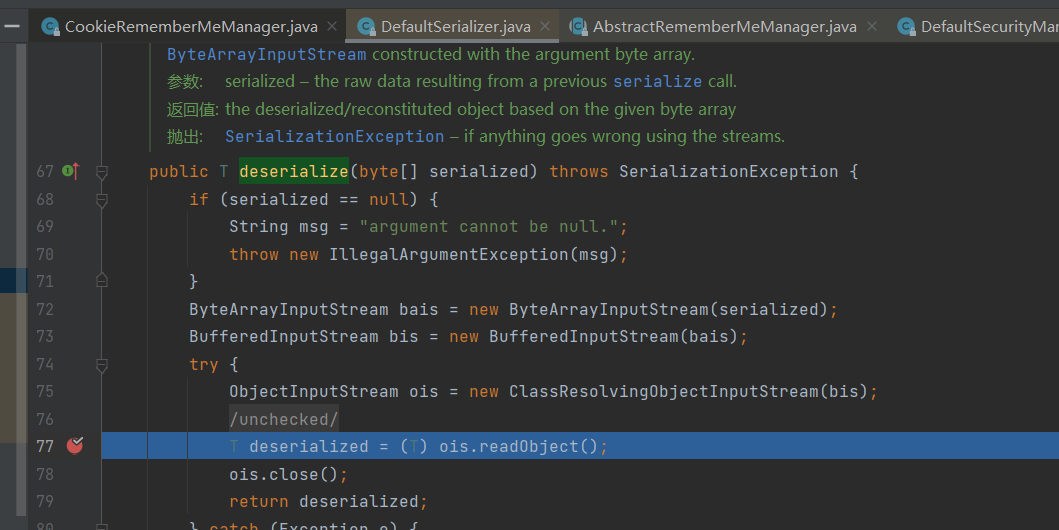 CookieRememberMeManager.java DefaultSerializer.java AbstractRememberMeManager.java DefaultSecurityMan
ByteArrayInputStream constructed with the argument byte array.
参数: serialized – the raw data resulting from a previous serialize call.
返回值: the deserialized/reconstituted object based on the given byte array
抛出: SerializationException – if anything goes wrong using the streams.
67 public T deserialize(byte[] serialized) throws SerializationException {
68 if (serialized == null) {
69 String msg = "argument cannot be null.";
70 throw new IllegalArgumentException(msg);
71 }
72 ByteArrayInputStream bais = new ByteArrayInputStream(serialized);
73 BufferedInputStream bis = new BufferedInputStream(bais);
74 try {
75 ObjectInputStream ois = new ClassResolvingObjectInputStream(bis);
76 /unchecked/
77 T deserialized = (T) ois.readObject();
78 ois.close();
79 return deserialized;
80 } catch (Exception e) {